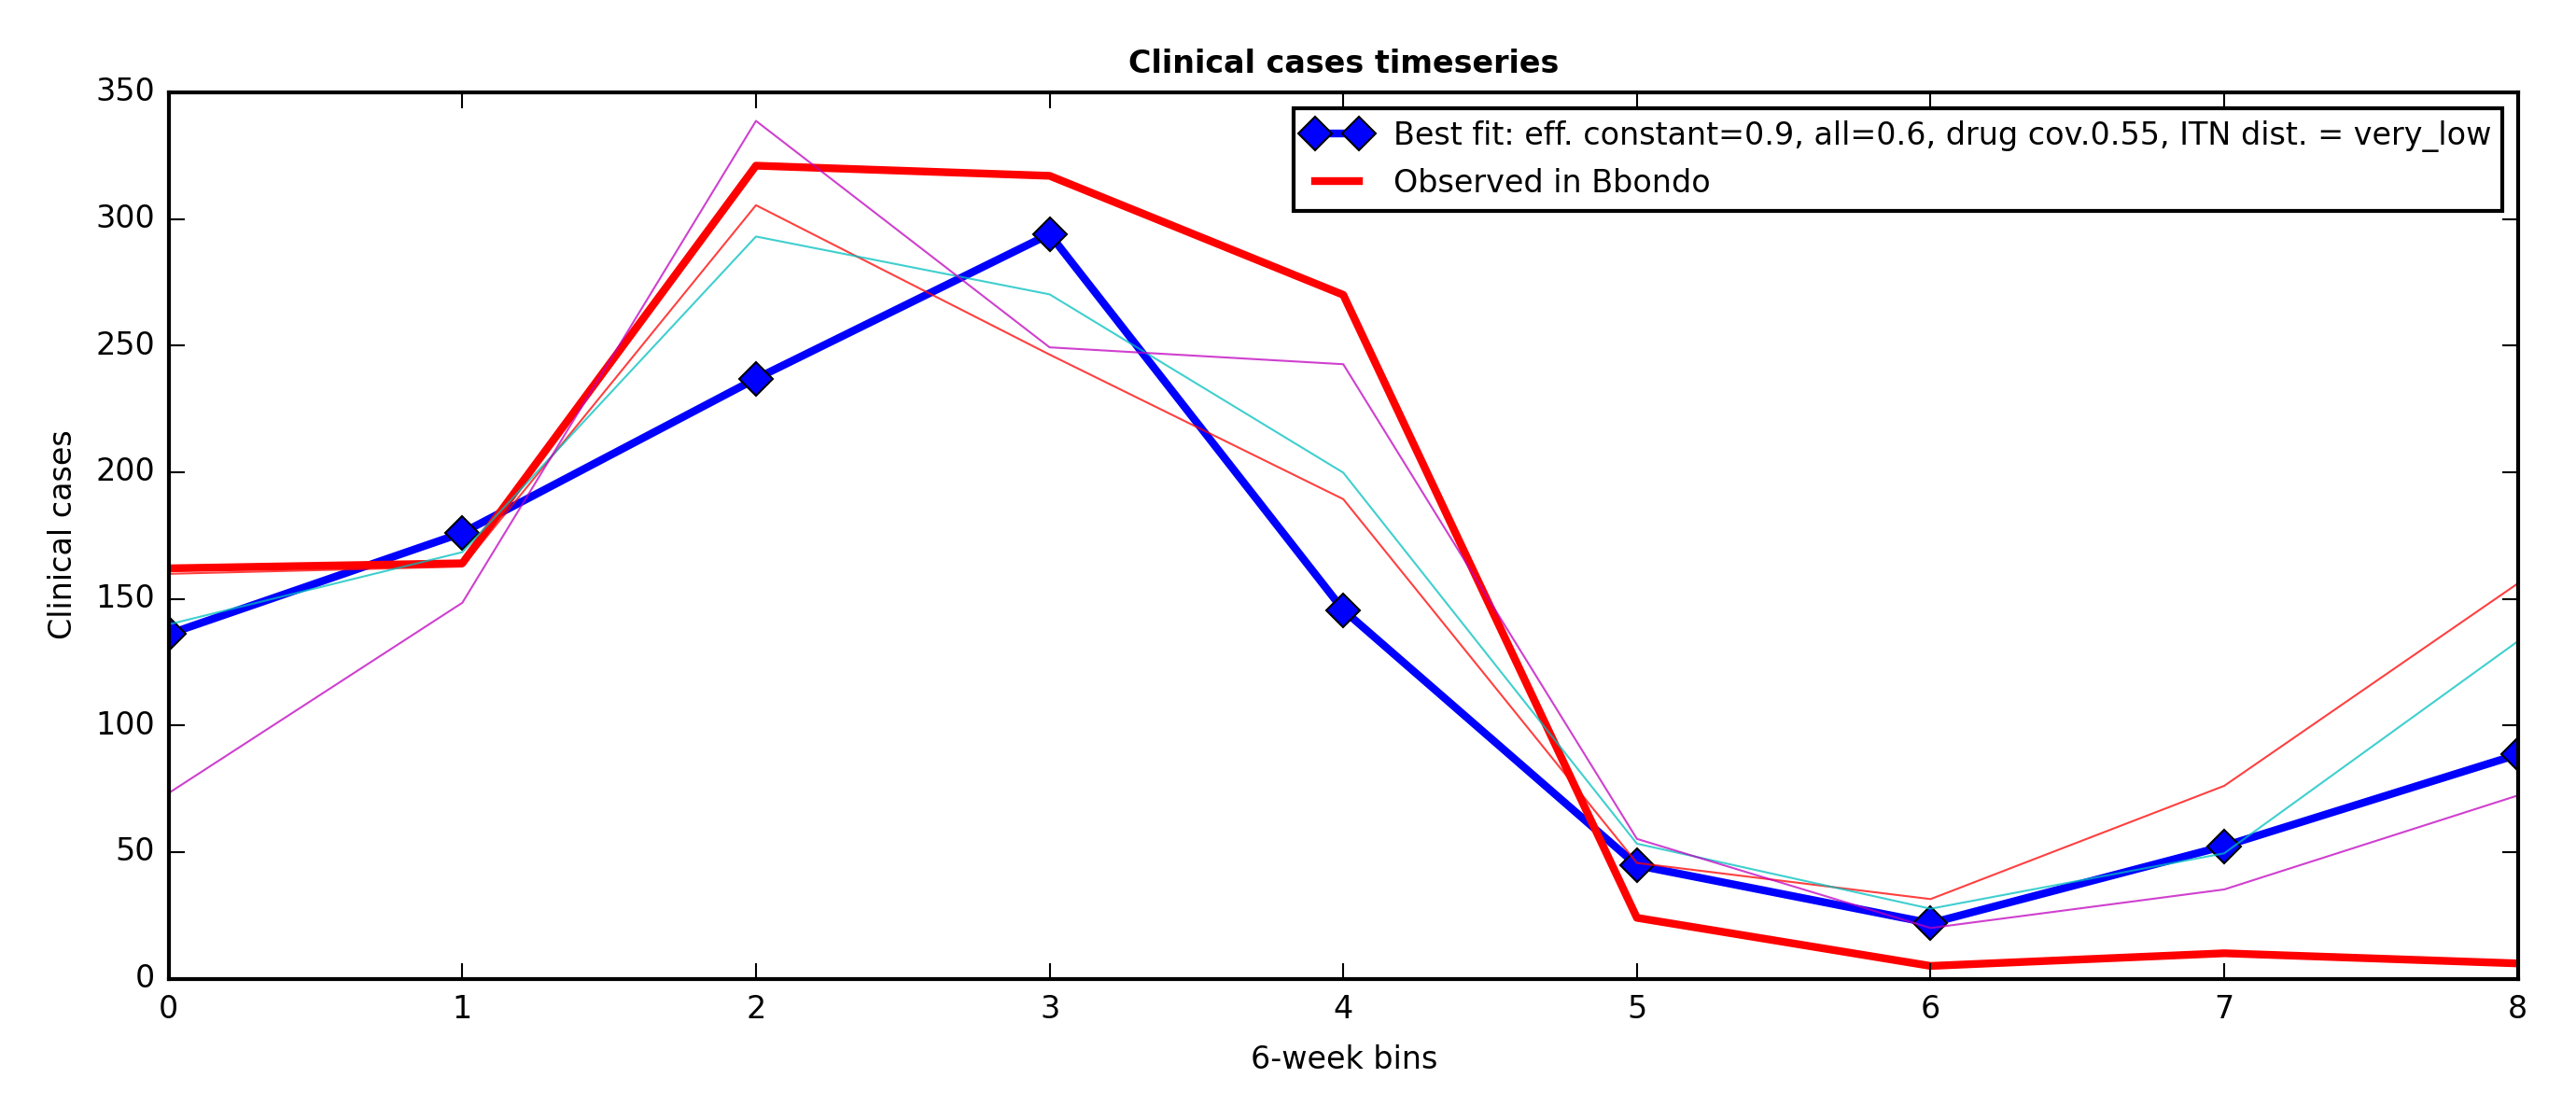 Clinical cases timeseries
350
300
250
200
150
100
50
0
Clinical cases
Best fit: eff. constant=0.9, all=0.6, drug cov.0.55, ITN dist. = very_low
Observed in Bbondo
0 1 2 3 4 5 6 7 8
6-week bins